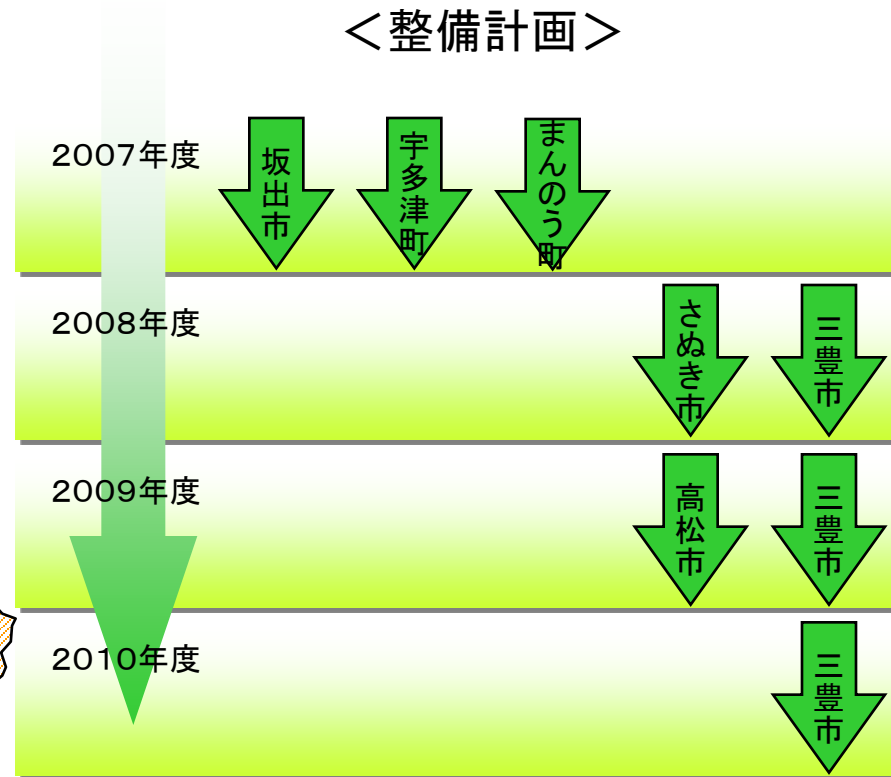 ＜整備計画＞
2007年度
坂出市
宇多津町
まんのう町
2008年度
さぬき市
三豊市
2009年度
高松市
三豊市
2010年度
三豊市